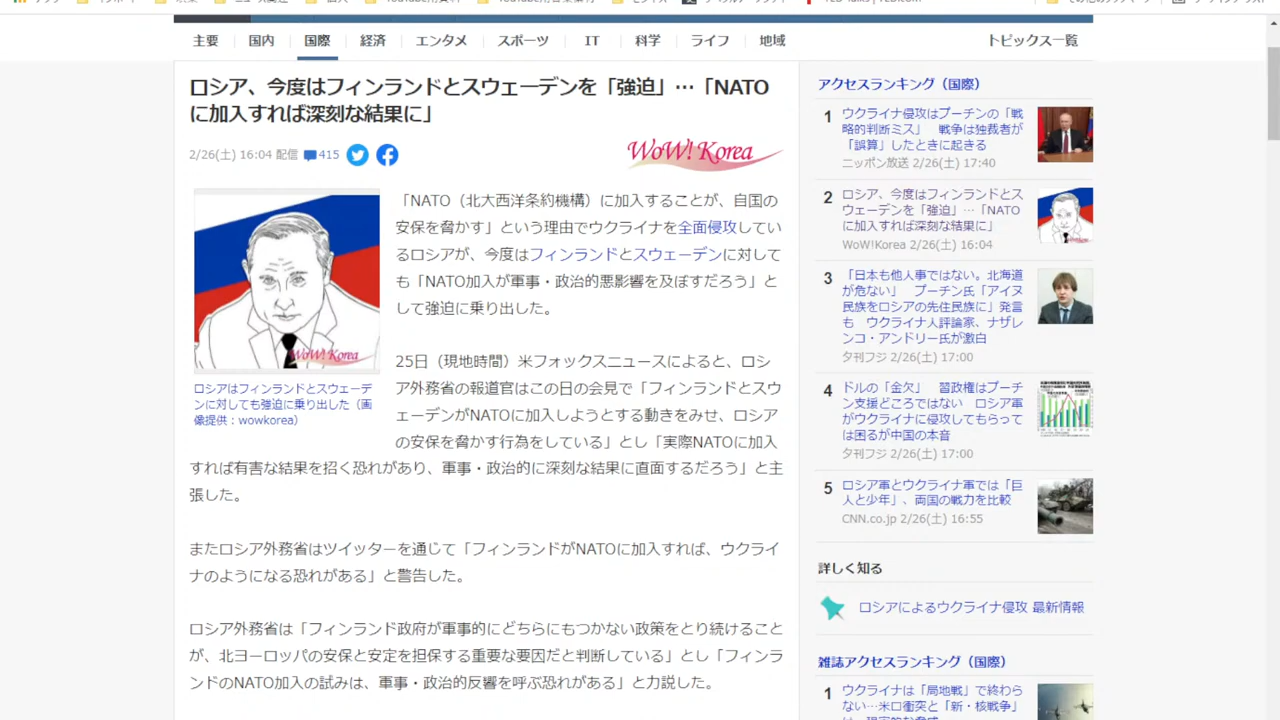 主要
国内
国際
経済
エンタメ
スポーツ
IT
科学
ライフ
地域
トピックス一覧
ロシア、今度はフィンランドとスウェーデンを「強迫」…「NATO
に加入すれば深刻な結果に」
2/26(土) 16:04 配信
415
WoW! Korea
「NATO（北大西洋条約機構）に加入することが、自国の
安保を脅かす」という理由でウクライナを全面侵攻してい
るロシアが、今度はフィンランドとスウェーデンに対して
も「NATO加入が軍事・政治的悪影響を及ぼすだろう」と
して強迫に乗り出した。
WoW! Korea
ロシアはフィンランドとスウェーデ
ンに対しても強迫に乗り出した（画
像提供：wowkorea）
25日（現地時間）米フォックスニュースによると、ロシ
ア外務省の報道官はこの日の会見で「フィンランドとスウ
ェーデンがNATOに加入しようとする動きをみせ、ロシア
の安保を脅かす行為をしている」とし「実際NATOに加入
すれば有害な結果を招く恐れがあり、軍事・政治的に深刻な結果に直面するだろう」と主
張した。
またロシア外務省はツイッターを通じて「フィンランドがNATOに加入すれば、ウクライ
ナのようになる恐れがある」と警告した。
ロシア外務省は「フィンランド政府が軍事的にどちらにもつかない政策をとり続けること
が、北ヨーロッパの安保と安定を担保する重要な要因だと判断している」とし「フィンラ
ンドのNATO加入の試みは、軍事・政治的反響を呼ぶ恐れがある」と力説した。
アクセスランキング（国際）
1
ウクライナ侵攻はプーチンの「戦
略的判断ミス」　戦争は独裁者が
「誤算」したときに起きる
ニッポン放送 2/26(土) 17:40
2
ロシア、今度はフィンランドとス
ウェーデンを「強迫」…「NATO
に加入すれば深刻な結果に」
WoW!Korea 2/26(土) 16:04
3
「日本も他人事ではない。北海道
が危ない」　プーチン氏「アイヌ
民族をロシアの先住民族に」発言
も　ウクライナ人評論家、ナザレ
ンコ・アンドリー氏が激白
夕刊フジ 2/26(土) 17:00
4
ドルの「金欠」　習政権はプーチ
ン支援どころではない　ロシア軍
がウクライナに侵攻してもらって
は困るが中国の本音
夕刊フジ 2/26(土) 17:00
5
ロシア軍とウクライナ軍では「巨
人と少年」、両国の戦力を比較
CNN.co.jp 2/26(土) 16:55
詳しく知る
ロシアによるウクライナ侵攻 最新情報
雑誌アクセスランキング（国際）
1
ウクライナは「局地戦」で終わら
ない…米ロ衝突と「新・核戦争」